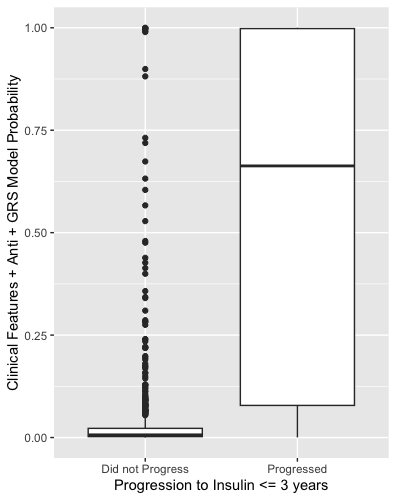 Clinical Features + Anti + GRS Model Probability
1.00
0.75
0.50
0.25
0.00
Did not Progress
Progressed
Progression to Insulin <= 3 years